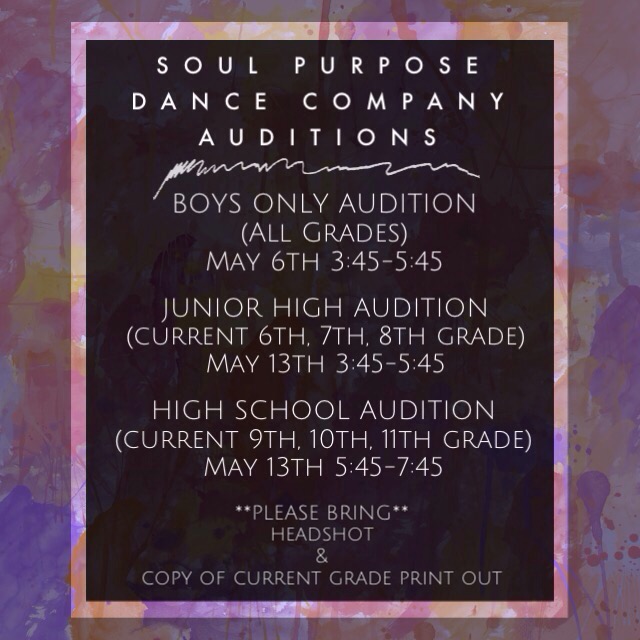 SOUL PURPOSE
DANCE COMPANY
AUDITIONS
BOYS ONLY AUDITION
(ALL GRADES)
MAY 6TH 3:45-5:45
JUNIOR HIGH AUDITION
(CURRENT 6TH, 7TH, 8TH GRADE)
MAY 13TH 3:45-5:45
HIGH SCHOOL AUDITION
(CURRENT 9TH, 10TH, 11TH GRADE)
MAY 13TH 5:45-7:45
**PLEASE BRING**
HEADSHOT
&
COPY OF CURRENT GRADE PRINT OUT